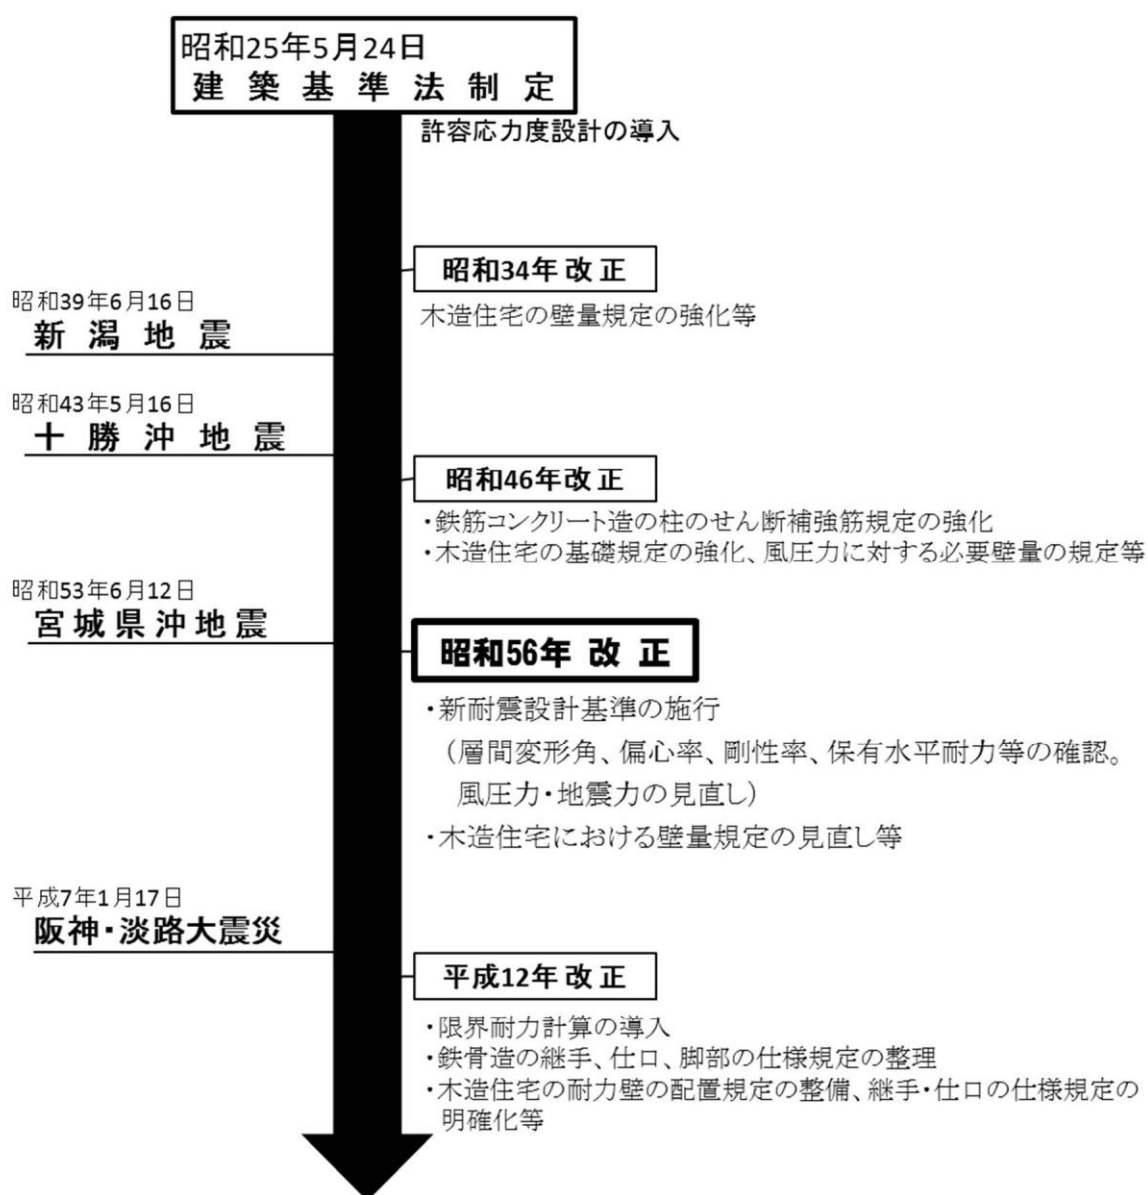 昭和25年5月24日
建築基準法制定
許容応力度設計の導入
昭和34年改正
木造住宅の壁量規定の強化等
昭和39年6月16日
新潟地震
昭和43年5月16日
十勝沖地震
昭和46年改正
・鉄筋コンクリート造の柱のせん断補強筋規定の強化
・木造住宅の基礎規定の強化、風圧力に対する必要壁量の規定等
昭和53年6月12日
宮城県沖地震
昭和56年改正
・新耐震設計基準の施行
（層間変形角、偏心率、剛性率、保有水平耐力等の確認。
風圧力・地震力の見直し）
・木造住宅における壁量規定の見直し等
平成7年1月17日
阪神・淡路大震災
平成12年改正
・限界耐力計算の導入
・鉄骨造の継手、仕口、脚部の仕様規定の整理
・木造住宅の耐力壁の配置規定の整備、継手・仕口の仕様規定の
明確化等